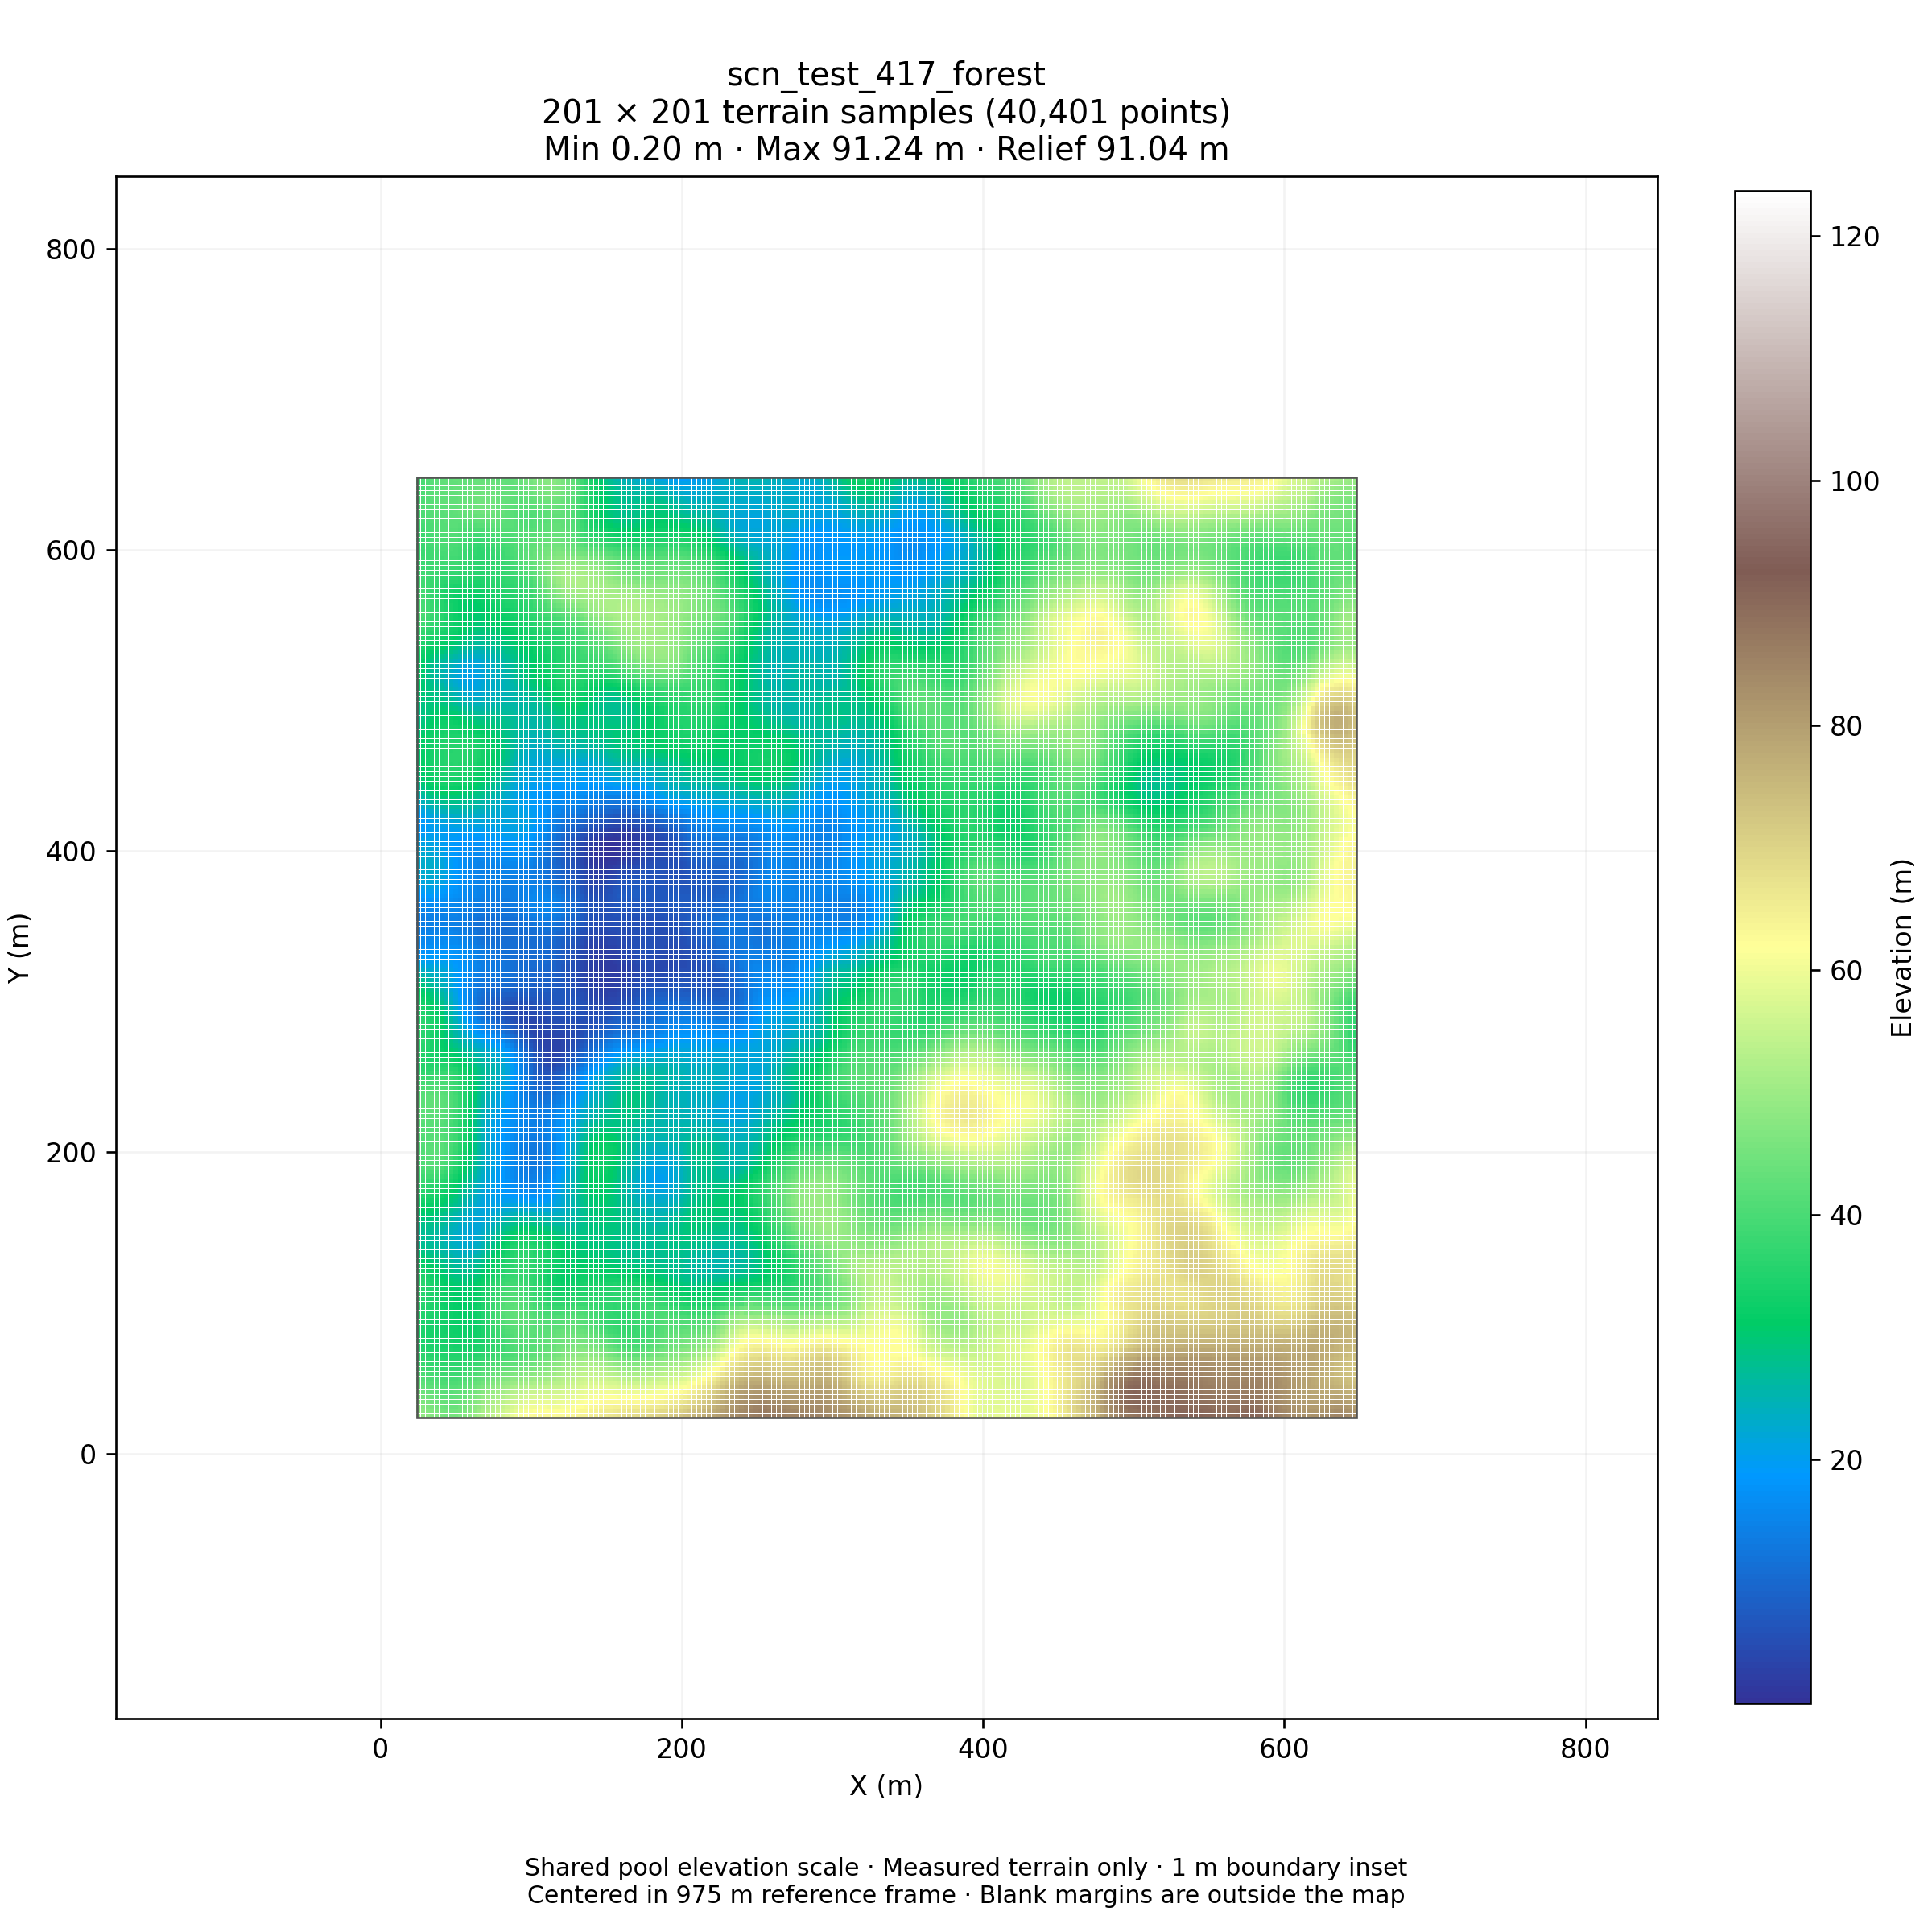 scn_test_417_forest
201 × 201 terrain samples (40,401 points)
Min 0.20 m · Max 91.24 m · Relief 91.04 m
800
600
400
200
0
Y (m)
0
200
400
600
800
X (m)
120
100
80
60
40
20
Elevation (m)
Shared pool elevation scale · Measured terrain only · 1 m boundary inset
Centered in 975 m reference frame · Blank margins are outside the map